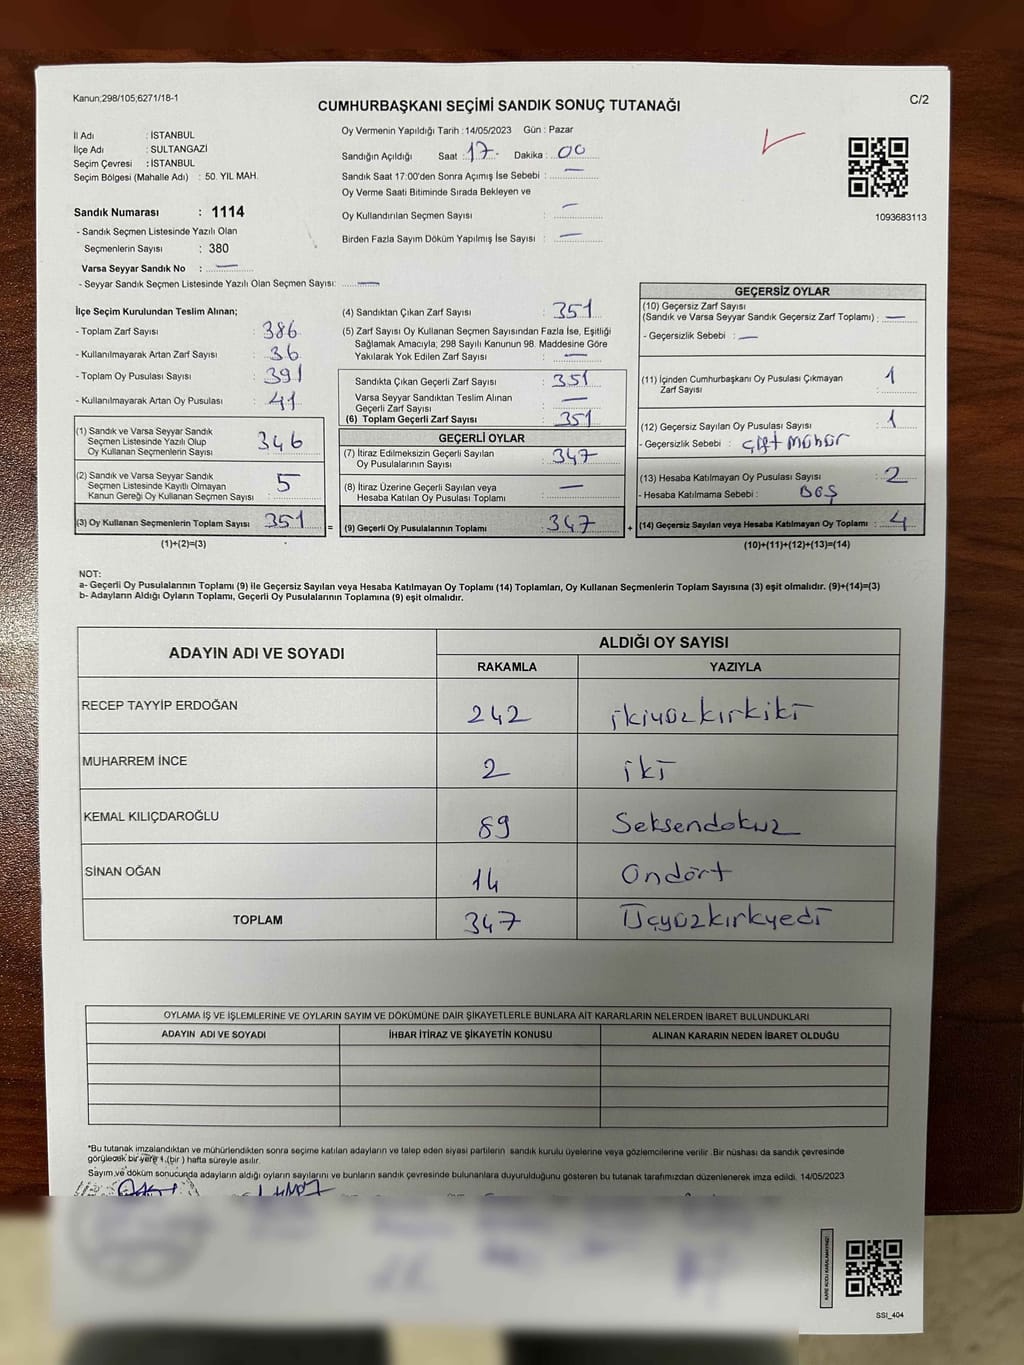 Kanun;298/105;6271/18-1
CUMHURBAŞKANI SEÇİMİ SANDIK SONUÇ TUTANAĞI
C/2
İl Adı : İSTANBUL
İlçe Adı : SULTANGAZİ
Seçim Çevresi : İSTANBUL
Seçim Bölgesi (Mahalle Adı) : 50. YIL MAH.
Sandık Numarası : 1114
- Sandık Seçmen Listesinde Yazılı Olan
Seçmenlerin Sayısı : 380
Varsa Seyyar Sandık No : —
- Seyyar Sandık Seçmen Listesinde Yazılı Olan Seçmen Sayısı: —
Oy Vermenin Yapıldığı Tarih : 14/05/2023 Gün : Pazar
Sandığın Açıldığı Saat : 17 Dakika : 00
Sandık Saat 17:00'den Sonra Açımış İse Sebebi : —
Oy Verme Saati Bitiminde Sırada Bekleyen ve
Oy Kullandırılan Seçmen Sayısı : —
Birden Fazla Sayım Döküm Yapılmış İse Sayısı : —
1093683113
İlçe Seçim Kurulundan Teslim Alınan;
- Toplam Zarf Sayısı : 386
- Kullanılmayarak Artan Zarf Sayısı : 36
- Toplam Oy Pusulası Sayısı : 391
- Kullanılmayarak Artan Oy Pusulası : 41
(1) Sandık ve Varsa Seyyar Sandık
Seçmen Listesinde Yazılı Olup
Oy Kullanan Seçmenlerin Sayısı : 346
(2) Sandık ve Varsa Seyyar Sandık
Seçmen Listesinde Kayıtlı Olmayan
Kanun Gereği Oy Kullanan Seçmen Sayısı : 5
(3) Oy Kullanan Seçmenlerin Toplam Sayısı : 351 =
(1)+(2)=(3)
(4) Sandıktan Çıkan Zarf Sayısı : 351
(5) Zarf Sayısı Oy Kullanan Seçmen Sayısından Fazla İse, Eşitliği
Sağlamak Amacıyla; 298 Sayılı Kanunun 98. Maddesine Göre
Yakılarak Yok Edilen Zarf Sayısı : —
Sandıkta Çıkan Geçerli Zarf Sayısı : 351
Varsa Seyyar Sandıktan Teslim Alınan
Geçerli Zarf Sayısı : —
(6) Toplam Geçerli Zarf Sayısı : 351
GEÇERLİ OYLAR
(7) İtiraz Edilmeksizin Geçerli Sayılan
Oy Pusulalarının Sayısı : 347
(8) İtiraz Üzerine Geçerli Sayılan veya
Hesaba Katılan Oy Pusulası Toplamı : —
(9) Geçerli Oy Pusulalarının Toplamı : 347 +
GEÇERSİZ OYLAR
(10) Geçersiz Zarf Sayısı
(Sandık ve Varsa Seyyar Sandık Geçersiz Zarf Toplamı) : —
- Geçersizlik Sebebi : —
(11) İçinden Cumhurbaşkanı Oy Pusulası Çıkmayan
Zarf Sayısı : 1
(12) Geçersiz Sayılan Oy Pusulası Sayısı : 1
- Geçersizlik Sebebi : çift mühür
(13) Hesaba Katılmayan Oy Pusulası Sayısı : 2
- Hesaba Katılmama Sebebi : Boş
(14) Geçersiz Sayılan veya Hesaba Katılmayan Oy Toplamı : 4
(10)+(11)+(12)+(13)=(14)
NOT:
a- Geçerli Oy Pusulalarının Toplamı (9) ile Geçersiz Sayılan veya Hesaba Katılmayan Oy Toplamı (14) Toplamları, Oy Kullanan Seçmenlerin Toplam Sayısına (3) eşit olmalıdır. (9)+(14)=(3)
b- Adayların Aldığı Oyların Toplamı, Geçerli Oy Pusulalarının Toplamına (9) eşit olmalıdır.
ADAYIN ADI VE SOYADI ALDIĞI OY SAYISI
RAKAMLA YAZIYLA
RECEP TAYYİP ERDOĞAN 242 ikiyüzkırkiki
MUHARREM İNCE 2 iki
KEMAL KILIÇDAROĞLU 89 Seksendokuz
SİNAN OĞAN 14 Ondört
TOPLAM 347 Üçyüzkırkyedi
OYLAMA İŞ VE İŞLEMLERİNE VE OYLARIN SAYIM VE DÖKÜMÜNE DAİR ŞİKAYETLERLE BUNLARA AİT KARARLARIN NELERDEN İBARET BULUNDUKLARI
ADAYIN ADI VE SOYADI İHBAR İTİRAZ VE ŞİKAYETİN KONUSU ALINAN KARARIN NEDEN İBARET OLDUĞU
*Bu tutanak imzalandıktan ve mühürlendikten sonra seçime katılan adayların ve talep eden siyasi partilerin sandık kurulu üyelerine veya gözlemcilerine verilir. Bir nüshası da sandık çevresinde
görülecek bir yere 1 (bir) hafta süreyle asılır.
Sayım ve döküm sonucunda adayların aldığı oyların sayılarını ve bunların sandık çevresinde bulunanlara duyurulduğunu gösteren bu tutanak tarafımızdan düzenlenerek imza edildi. 14/05/2023
KARE KODU KARALAMAYINIZ!
SSI_404